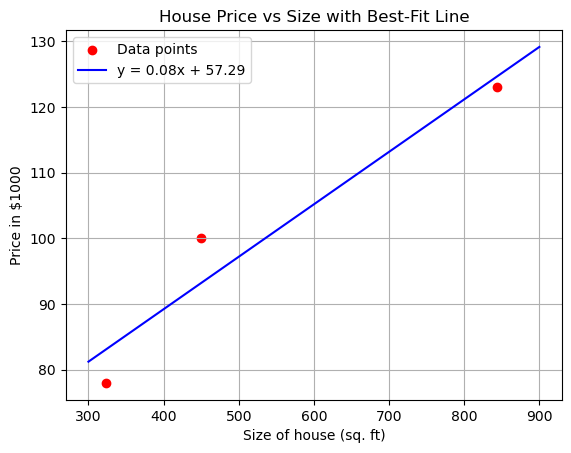 House Price vs Size with Best-Fit Line
Data points
y = 0.08x + 57.29
130
120
110
100
90
80
Price in $1000
300 400 500 600 700 800 900
Size of house (sq. ft)